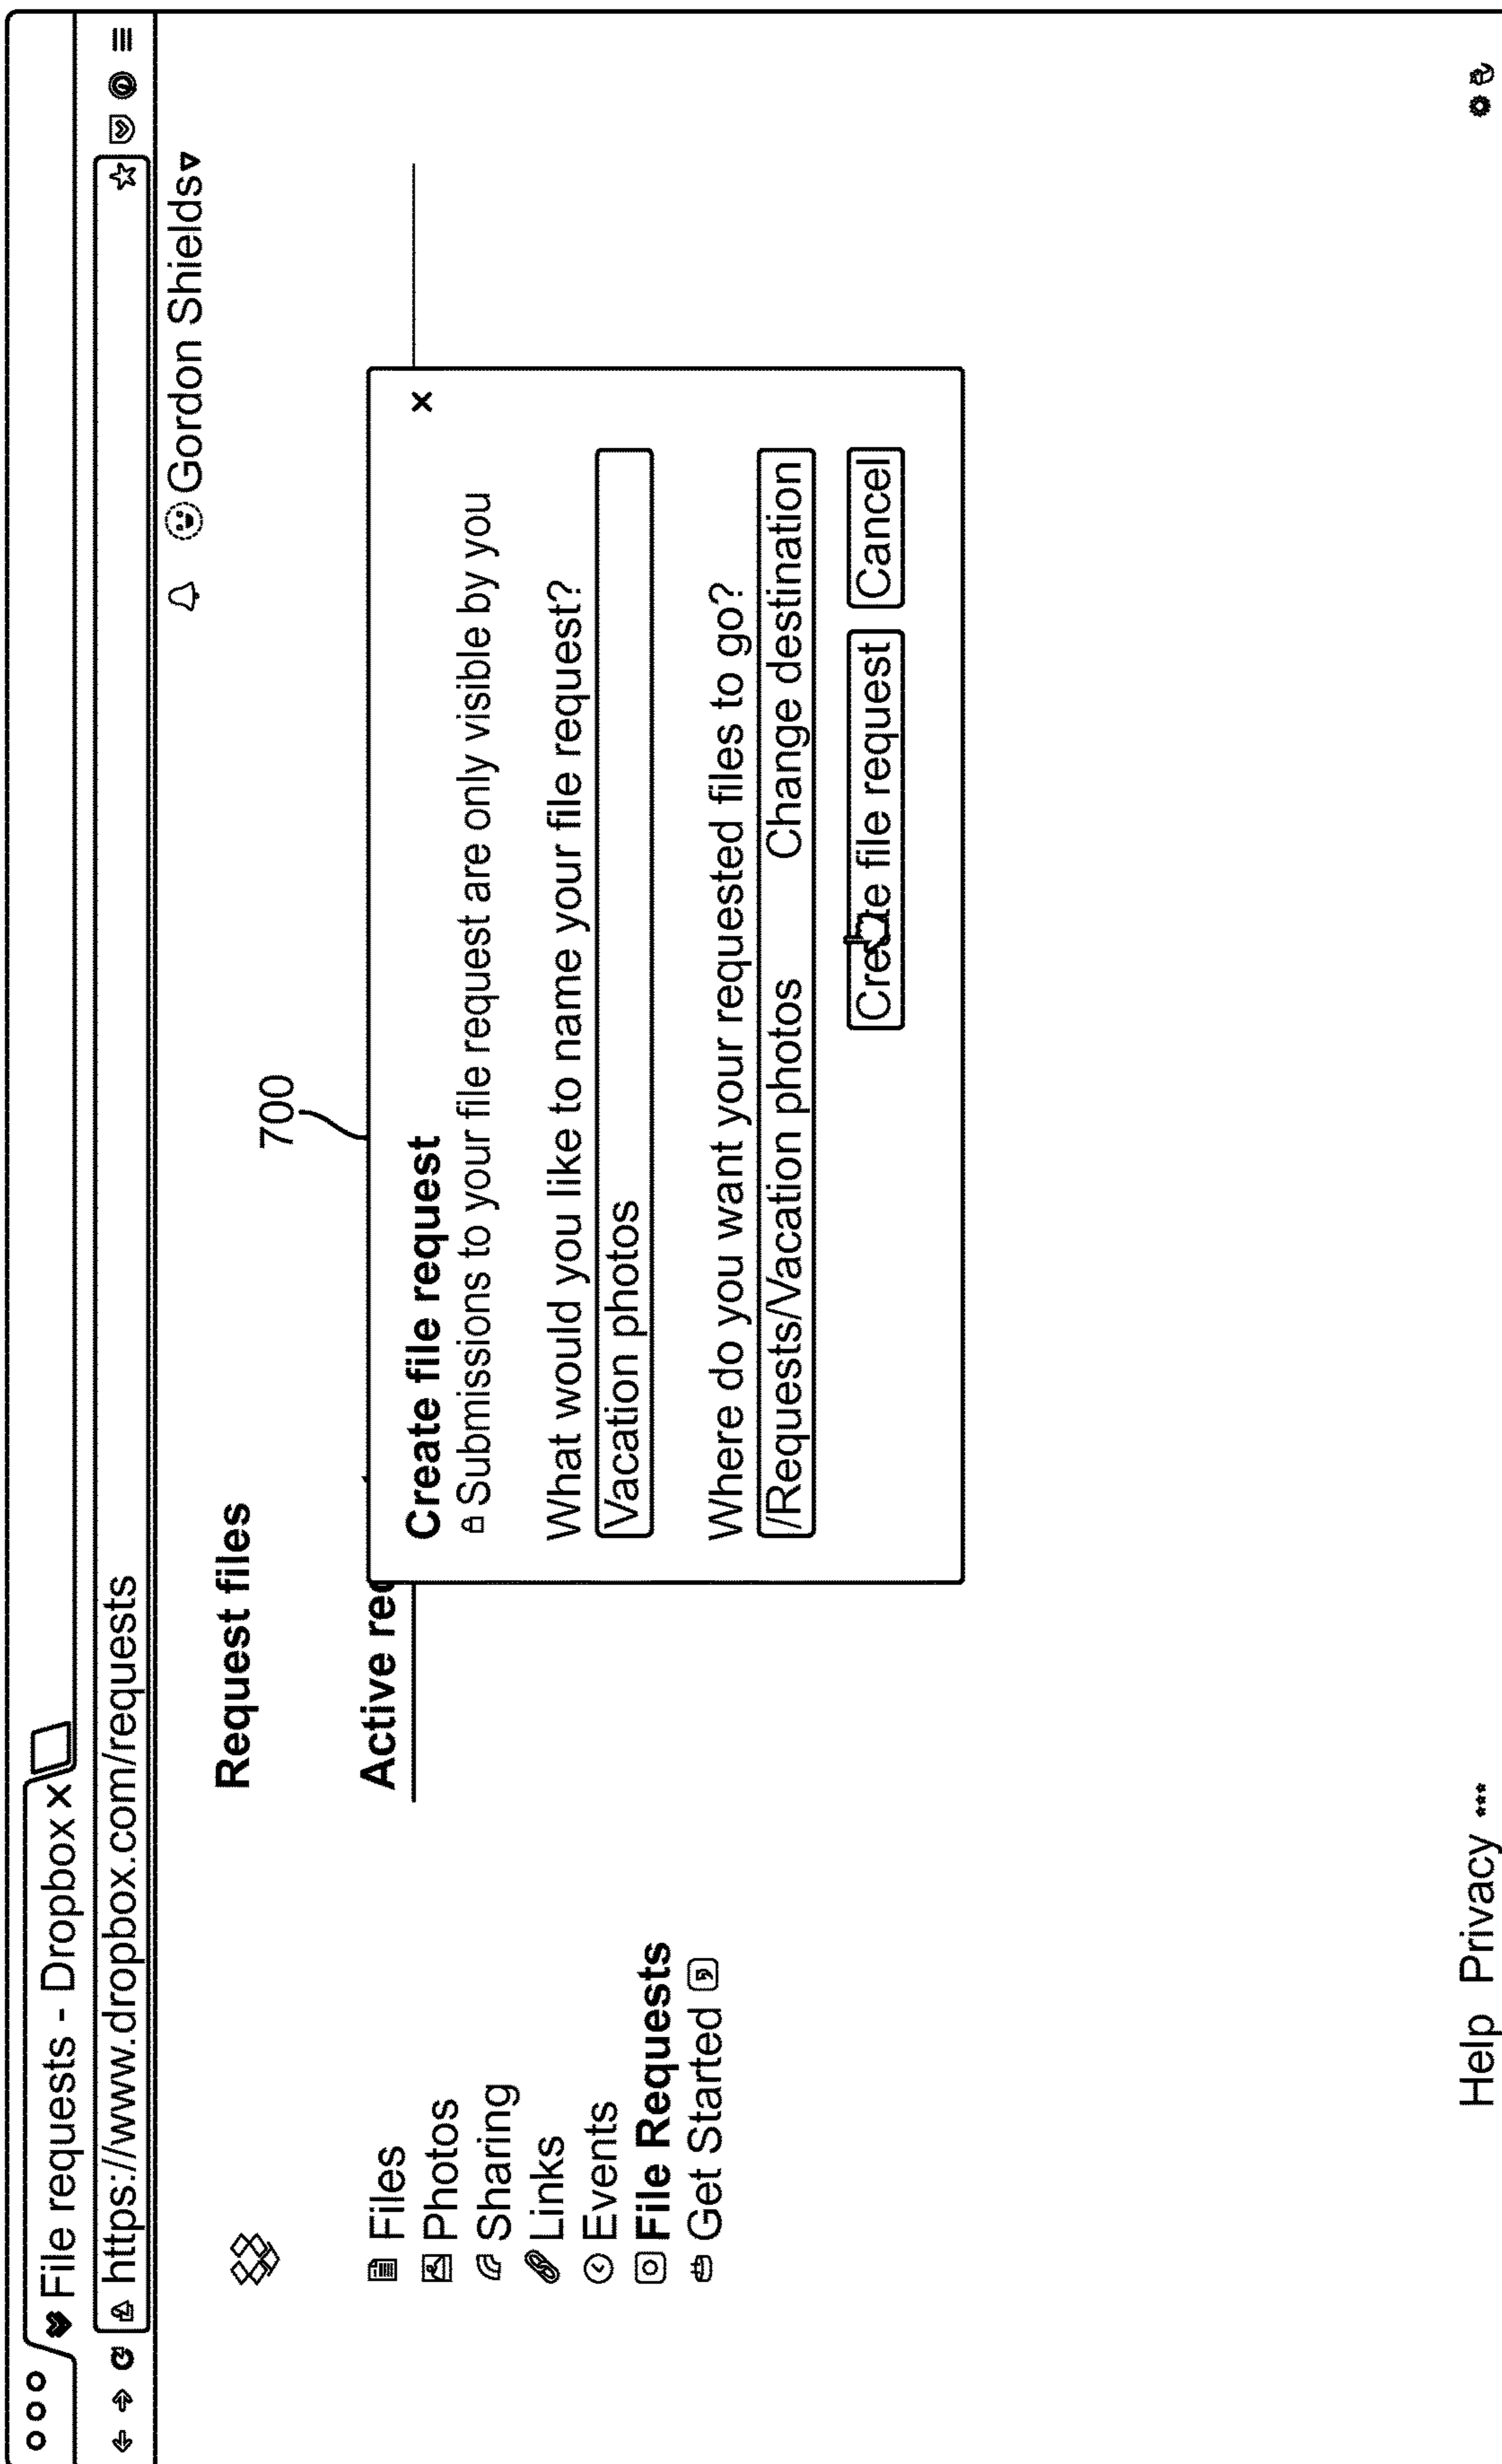 File requests - Dropbox x
https://www.dropbox.com/requests
Gordon Shields
Request files
700
Active req
Create file request
x
Submissions to your file request are only visible by you
What would you like to name your file request?
Vacation photos
Where do you want your requested files to go?
/Requests/Vacation photos Change destination
Create file request Cancel
Files
Photos
Sharing
Links
Events
File Requests
Get Started
Help Privacy